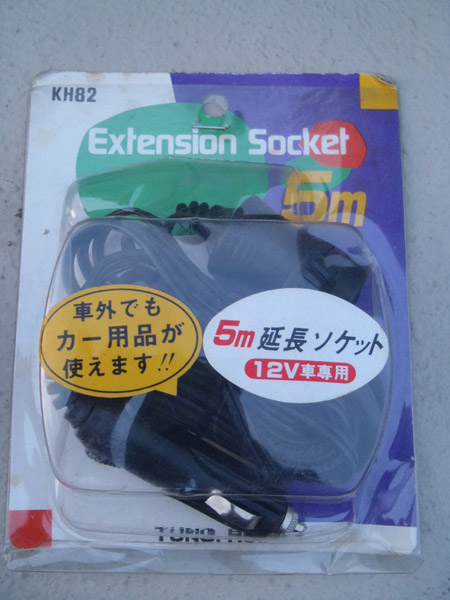 KH82
Extension Socket
5m
車外でも
カー用品が
使えます!!
5m 延長ソケット
12V車専用